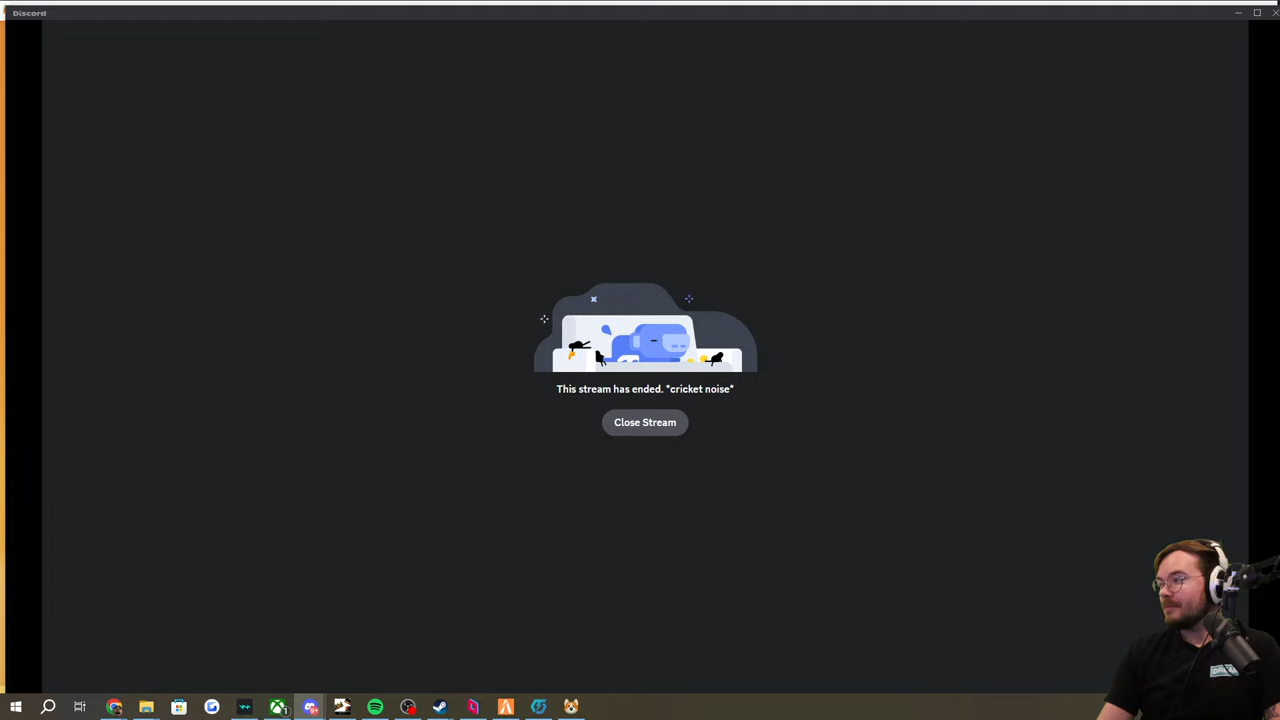 Discord
This stream has ended. *cricket noise*
Close Stream